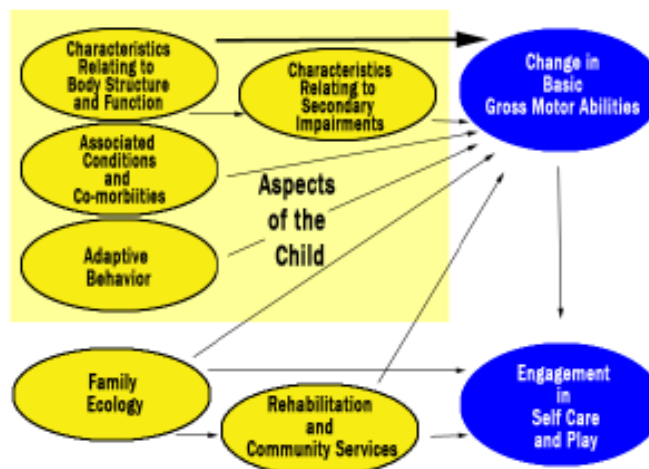 Characteristics
Relating to
Body Structure
and Function
Characteristics
Relating to
Secondary
Impairments
Change in
Basic
Gross Motor Abilities
Associated
Conditions
and
Co-morbiities
Aspects
of the
Child
Adaptive
Behavior
Family
Ecology
Rehabilitation
and
Community Services
Engagement
in
Self Care
and Play